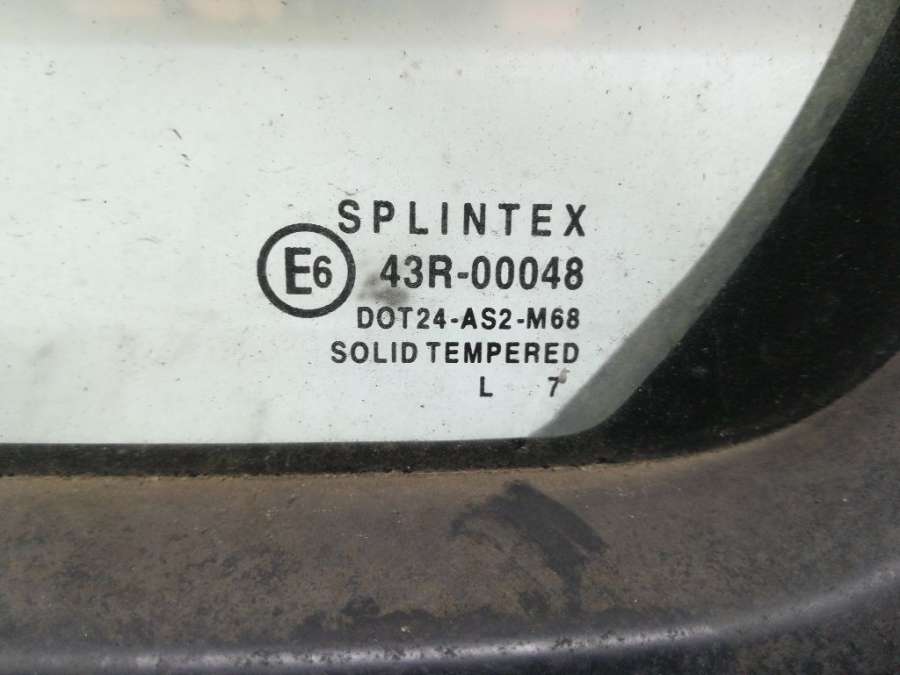 SPLINTEX
E6 43R-00048
DOT24-AS2-M68
SOLID TEMPERED
L 7